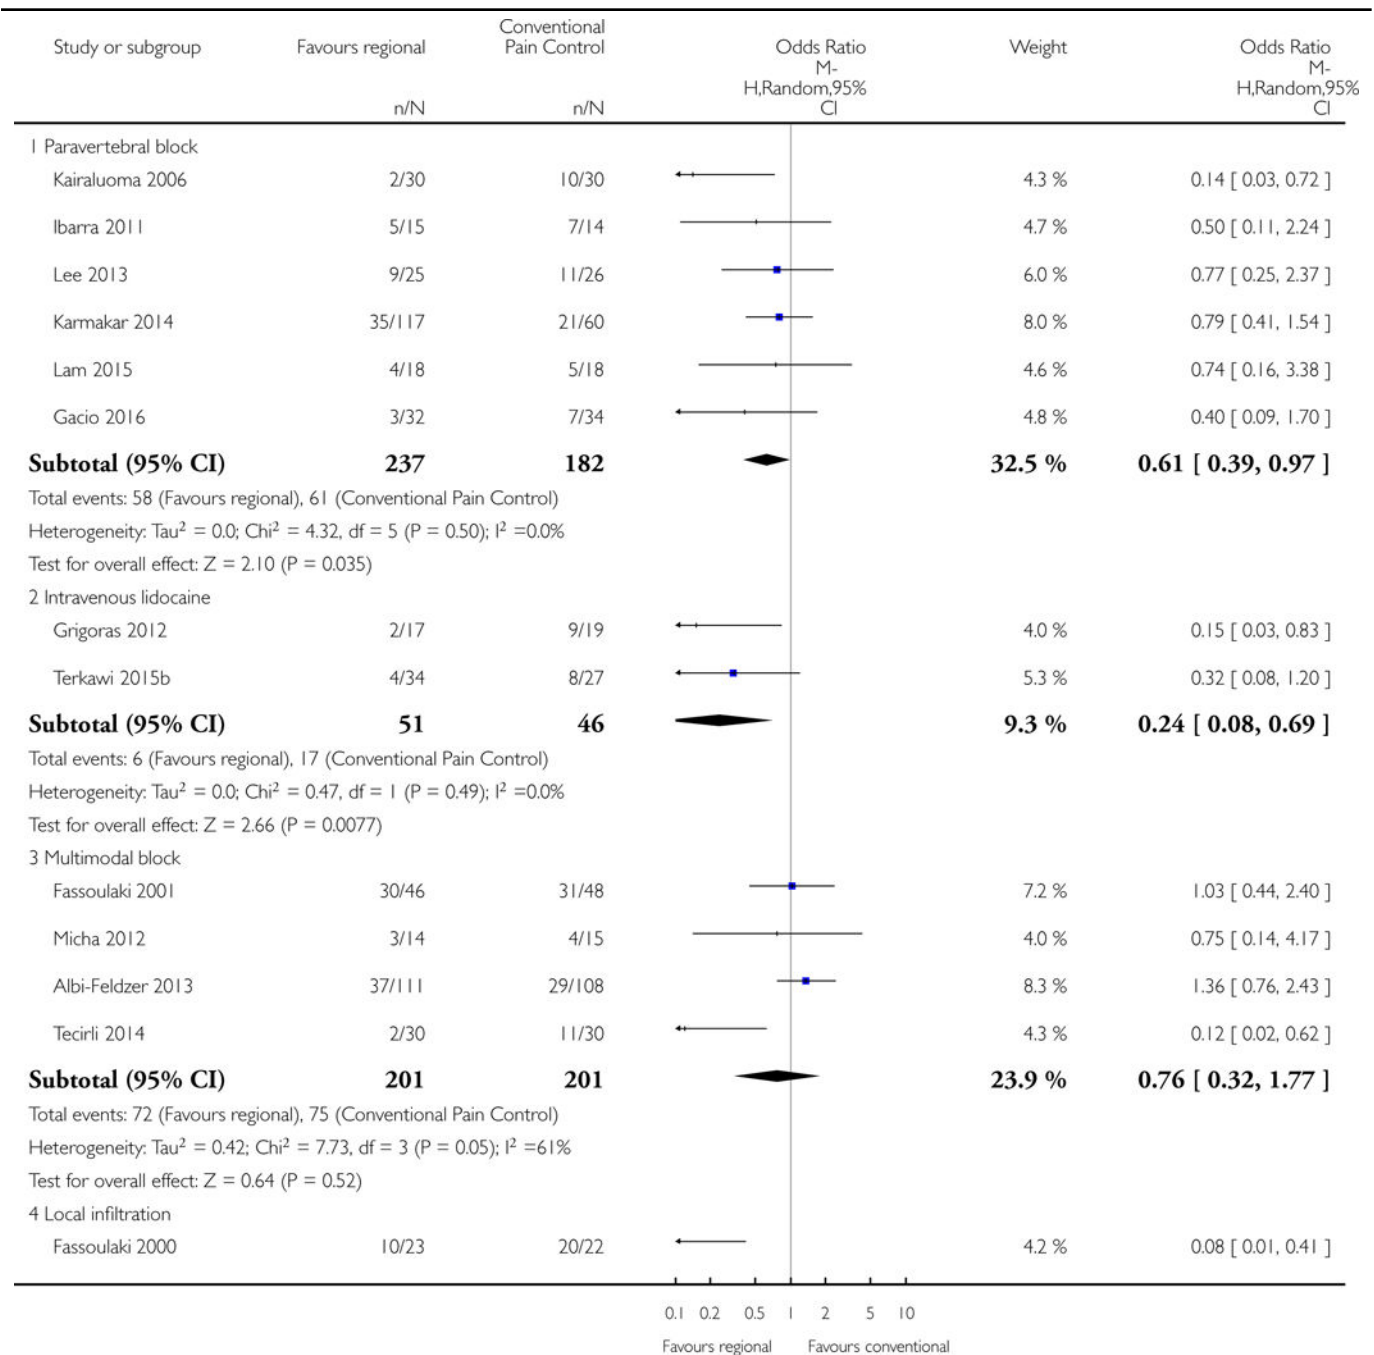 Study or subgroup Favours regional Conventional Pain Control Odds Ratio Weight Odds Ratio
M-H,Random,95% CI M-H,Random,95% CI
n/N n/N
1 Paravertebral block
Kairaluoma 2006 2/30 10/30 4.3 % 0.14 [ 0.03, 0.72 ]
Ibarra 2011 5/15 7/14 4.7 % 0.50 [ 0.11, 2.24 ]
Lee 2013 9/25 11/26 6.0 % 0.77 [ 0.25, 2.37 ]
Karmakar 2014 35/117 21/60 8.0 % 0.79 [ 0.41, 1.54 ]
Lam 2015 4/18 5/18 4.6 % 0.74 [ 0.16, 3.38 ]
Gacio 2016 3/32 7/34 4.8 % 0.40 [ 0.09, 1.70 ]
Subtotal (95% CI) 237 182 32.5 % 0.61 [ 0.39, 0.97 ]
Total events: 58 (Favours regional), 61 (Conventional Pain Control)
Heterogeneity: Tau² = 0.0; Chi² = 4.32, df = 5 (P = 0.50); I² =0.0%
Test for overall effect: Z = 2.10 (P = 0.035)
2 Intravenous lidocaine
Grigoras 2012 2/17 9/19 4.0 % 0.15 [ 0.03, 0.83 ]
Terkawi 2015b 4/34 8/27 5.3 % 0.32 [ 0.08, 1.20 ]
Subtotal (95% CI) 51 46 9.3 % 0.24 [ 0.08, 0.69 ]
Total events: 6 (Favours regional), 17 (Conventional Pain Control)
Heterogeneity: Tau² = 0.0; Chi² = 0.47, df = 1 (P = 0.49); I² =0.0%
Test for overall effect: Z = 2.66 (P = 0.0077)
3 Multimodal block
Fassoulaki 2001 30/46 31/48 7.2 % 1.03 [ 0.44, 2.40 ]
Micha 2012 3/14 4/15 4.0 % 0.75 [ 0.14, 4.17 ]
Albi-Feldzer 2013 37/111 29/108 8.3 % 1.36 [ 0.76, 2.43 ]
Tecirli 2014 2/30 11/30 4.3 % 0.12 [ 0.02, 0.62 ]
Subtotal (95% CI) 201 201 23.9 % 0.76 [ 0.32, 1.77 ]
Total events: 72 (Favours regional), 75 (Conventional Pain Control)
Heterogeneity: Tau² = 0.42; Chi² = 7.73, df = 3 (P = 0.05); I² =61%
Test for overall effect: Z = 0.64 (P = 0.52)
4 Local infiltration
Fassoulaki 2000 10/23 20/22 4.2 % 0.08 [ 0.01, 0.41 ]
0.1 0.2 0.5 1 2 5 10
Favours regional Favours conventional